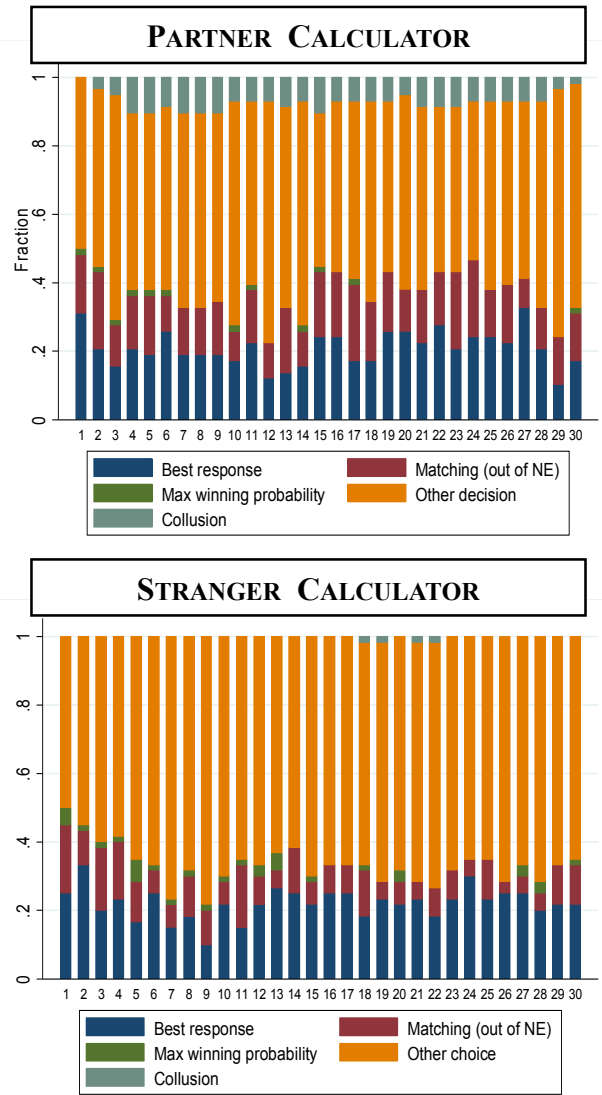 PARTNER CALCULATOR
1
.8
.6
.4
.2
0
Fraction
1 2 3 4 5 6 7 8 9 10 11 12 13 14 15 16 17 18 19 20 21 22 23 24 25 26 27 28 29 30
Best response Matching (out of NE)
Max winning probability Other decision
Collusion
STRANGER CALCULATOR
1
.8
.6
.4
.2
0
1 2 3 4 5 6 7 8 9 10 11 12 13 14 15 16 17 18 19 20 21 22 23 24 25 26 27 28 29 30
Best response Matching (out of NE)
Max winning probability Other choice
Collusion